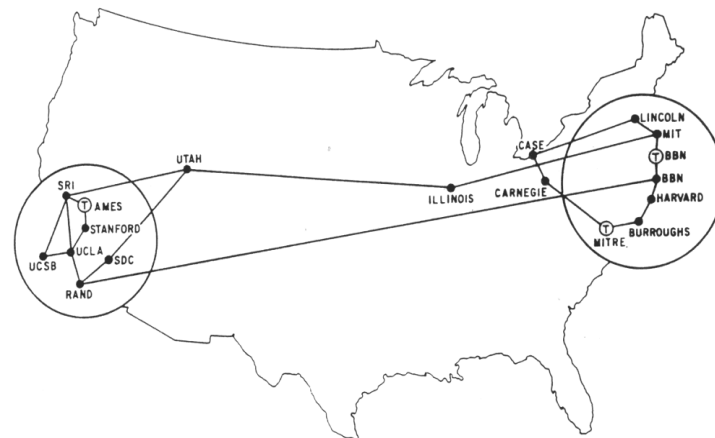 LINCOLN
MIT
CASE
T BBN
UTAH
BBN
SRI
ILLINOIS
CARNEGIE
HARVARD
T AMES
STANFORD
BURROUGHS
T
MITRE
UCLA
SDC
UCSB
RAND